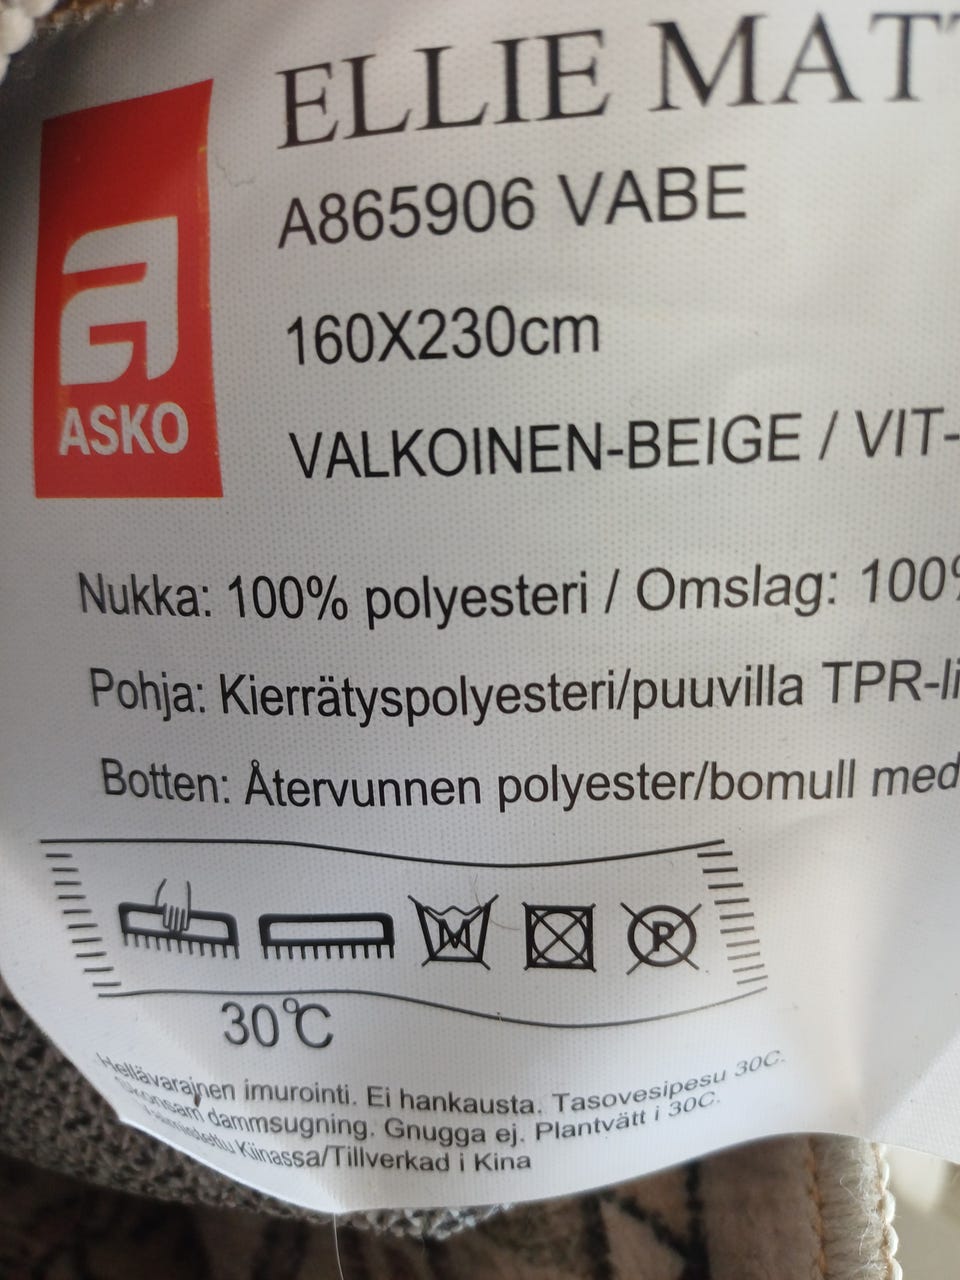 ELLIE MAT
A865906 VABE
160X230cm
ASKO
VALKOINEN-BEIGE / VIT-
Nukka: 100% polyesteri / Omslag: 100%
Pohja: Kierrätyspolyesteri/puuvilla TPR-li
Botten: Återvunnen polyester/bomull med
M
P
30°C
Hellävarainen imurointi. Ei hankausta. Tasovesipesu 30C.
Skonsam dammsugning. Gnugga ej. Plantvätt i 30C.
Kiinassa/Tillverkad i Kina